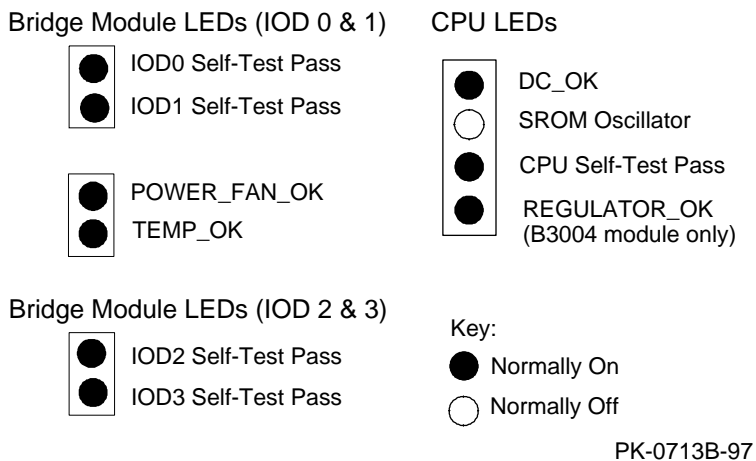 Bridge Module LEDs (IOD 0 & 1)
IOD0 Self-Test Pass
IOD1 Self-Test Pass
POWER_FAN_OK
TEMP_OK
Bridge Module LEDs (IOD 2 & 3)
IOD2 Self-Test Pass
IOD3 Self-Test Pass
CPU LEDs
DC_OK
SROM Oscillator
CPU Self-Test Pass
REGULATOR_OK
(B3004 module only)
Key:
Normally On
Normally Off
PK-0713B-97